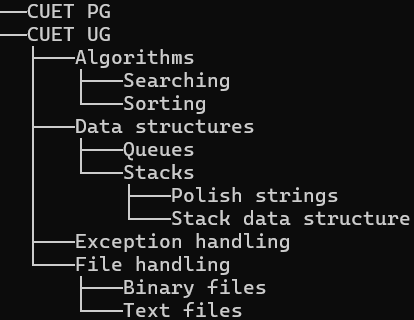 CUET PG
CUET UG
Algorithms
Searching
Sorting
Data structures
Queues
Stacks
Polish strings
Stack data structure
Exception handling
File handling
Binary files
Text files